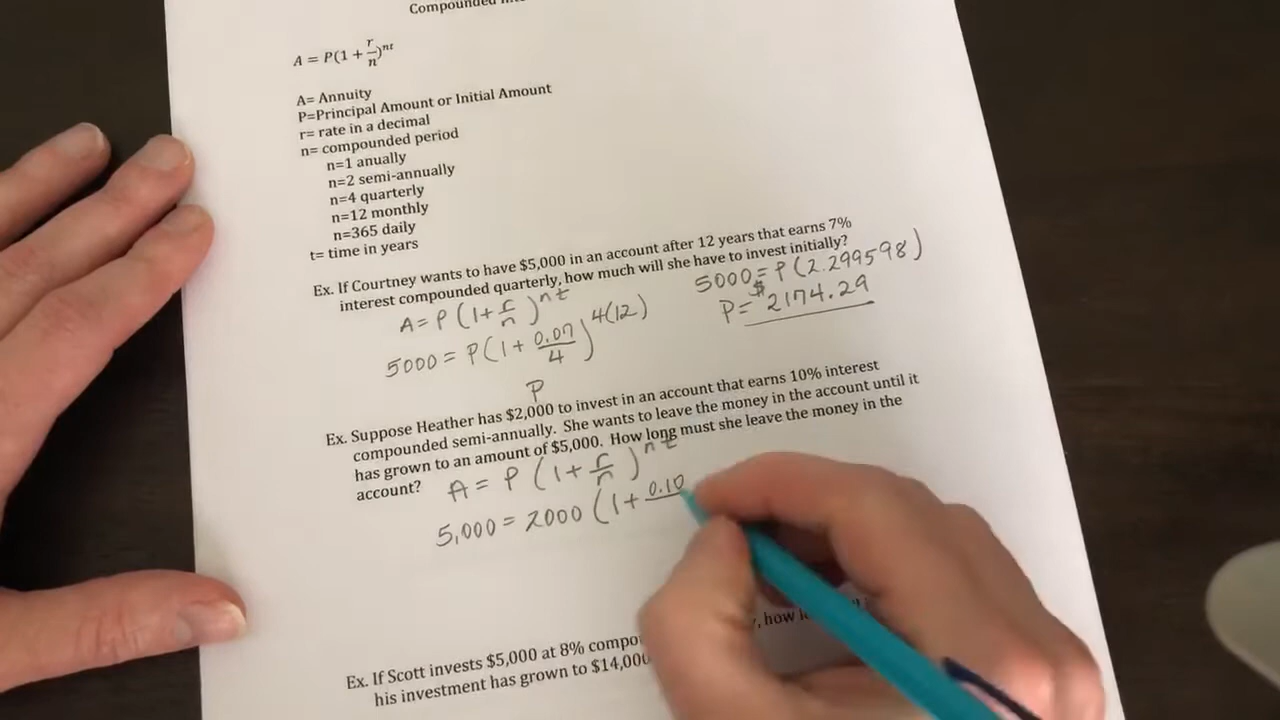 Compounded
A = P(1 + r/n)^nt
A= Annuity
P=Principal Amount or Initial Amount
r= rate in a decimal
n= compounded period
n=1 anually
n=2 semi-annually
n=4 quarterly
n=12 monthly
n=365 daily
t= time in years
Ex. If Courtney wants to have $5,000 in an account after 12 years that earns 7%
interest compounded quarterly, how much will she have to invest initially?
A = P (1 + r/n)^nt
5000 = P (1 + 0.07/4)^4(12)
5000 = P (2.299598)
P = $2174.29
P
Ex. Suppose Heather has $2,000 to invest in an account that earns 10% interest
compounded semi-annually. She wants to leave the money in the account until it
has grown to an amount of $5,000. How long must she leave the money in the
account?
A = P (1 + r/n)^nt
5,000 = 2000 (1 + 0.10
Ex. If Scott invests $5,000 at 8% , how
his investment has grown to $14,000